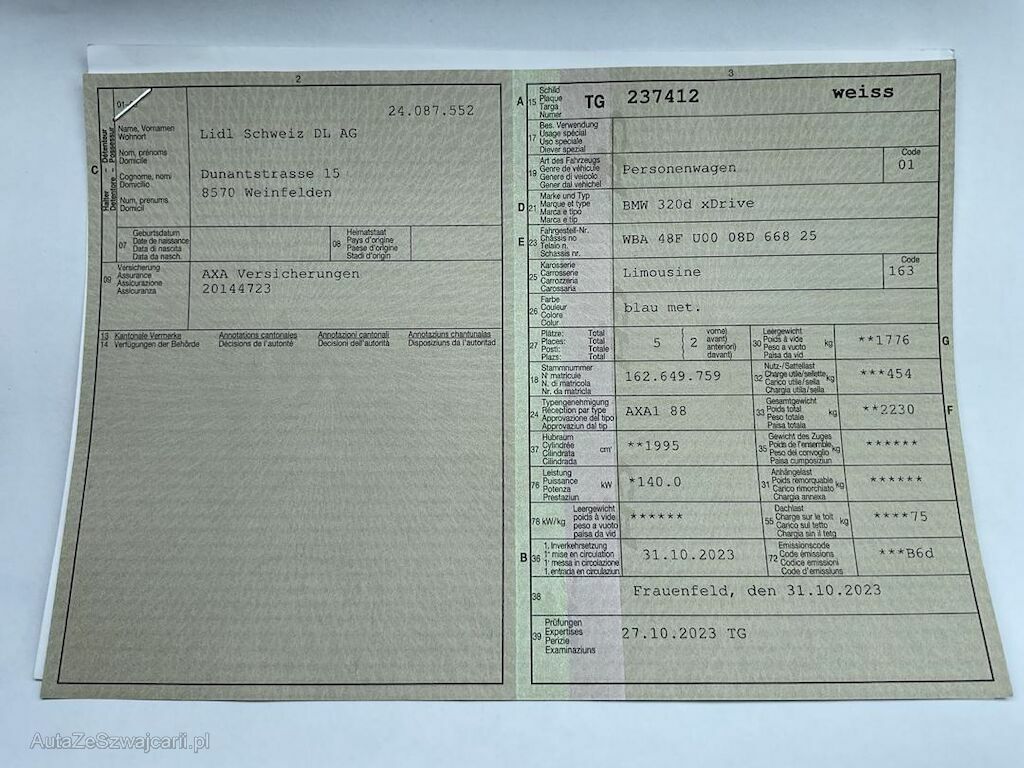 2
01-
24.087.552
C
Halter Détenteur
Detentore Possessur
Name, Vornamen
Wohnort
Nom, prénoms
Domicile
Cognome, nomi
Domicilio
Num, prenums
Domicil
Lidl Schweiz DL AG
Dunantstrasse 15
8570 Weinfelden
07
Geburtsdatum
Date de naissance
Data di nascita
Data da nasch.
08
Heimatstaat
Pays d'origine
Paese d'origine
Stadi d'origin
09
Versicherung
Assurance
Assicurazione
Assicuranza
AXA Versicherungen
20144723
13 Kantonale Vermerke Annotations cantonales Annotazioni cantonali Annotaziuns chantunalas
14 Verfügungen der Behörde Décisions de l'autorité Decisioni dell'autorità Disposiziuns da l'autoritad
3
A 15
Schild
Plaque
Targa
Numer
TG 237412 weiss
17
Bes. Verwendung
Usage spécial
Uso speciale
Diever spezial
19
Art des Fahrzeugs
Genre de véhicule
Genere di veicolo
Gener dal vehichel
Personenwagen
Code
01
D 21
Marke und Typ
Marque et type
Marca e tipo
Marca e tip
BMW 320d xDrive
E 23
Fahrgestell-Nr.
Châssis no
Telaio n.
Schassis nr.
WBA 48F U00 08D 668 25
25
Karosserie
Carrosserie
Carrozzeria
Carossaria
Limousine
Code
163
26
Farbe
Couleur
Colore
Colur
blau met.
27
Plätze: Total
Places: Total
Posti: Totale
Plazs: Total
5 2
vorne)
avant)
anteriori)
davant)
30
Leergewicht
Poids à vide
Peso a vuoto
Paisa da vid
kg
**1776
G
18
Stammnummer
N° matricule
N. di matricola
Nr. da matricla
162.649.759
32
Nutz-/Sattellast
Charge utile/sellette
Carico utile/sella
Chargia utila/sella
kg
***454
24
Typengenehmigung
Réception par type
Approvazione del tipo
Approvaziun dal tip
AXA1 88
33
Gesamtgewicht
Poids total
Peso totale
Paisa totala
kg
**2230
F
37
Hubraum
Cylindrée
Cilindrata
Cilindrada
cm³
**1995
35
Gewicht des Zuges
Poids de l'ensemble
Peso del convoglio
Paisa cumposiziun
kg
******
76
Leistung
Puissance
Potenza
Prestaziun
kW
*140.0
31
Anhängelast
Poids remorquable
Carico rimorchiato
Chargia annexa
kg
******
78 kW/kg
Leergewicht
poids à vide
peso a vuoto
paisa da vid
******
55
Dachlast
Charge sur le toit
Carico sul tetto
Chargia sin il tetg
kg
****75
B 36
1. Inverkehrsetzung
1re mise en circulation
1a messa in circolazione
1. entrada en circulaziun
31.10.2023
72
Emissionscode
Code émissions
Codice emissioni
Code d'emissiuns
***B6d
38
Frauenfeld, den 31.10.2023
39
Prüfungen
Expertises
Perizie
Examinaziuns
27.10.2023 TG
AutaZeSzwajcarii.pl